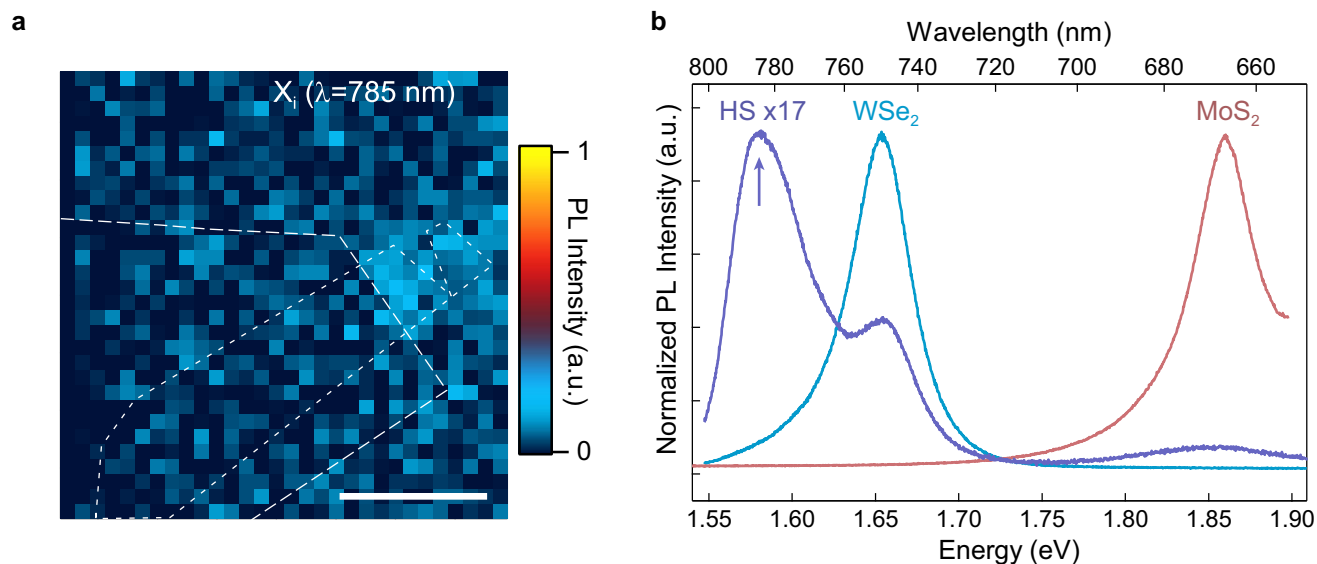 a
X_i (λ=785 nm)
1
PL Intensity (a.u.)
0
b
Wavelength (nm)
800 780 760 740 720 700 680 660
HS x17
WSe₂
MoS₂
Normalized PL Intensity (a.u.)
1.55 1.60 1.65 1.70 1.75 1.80 1.85 1.90
Energy (eV)